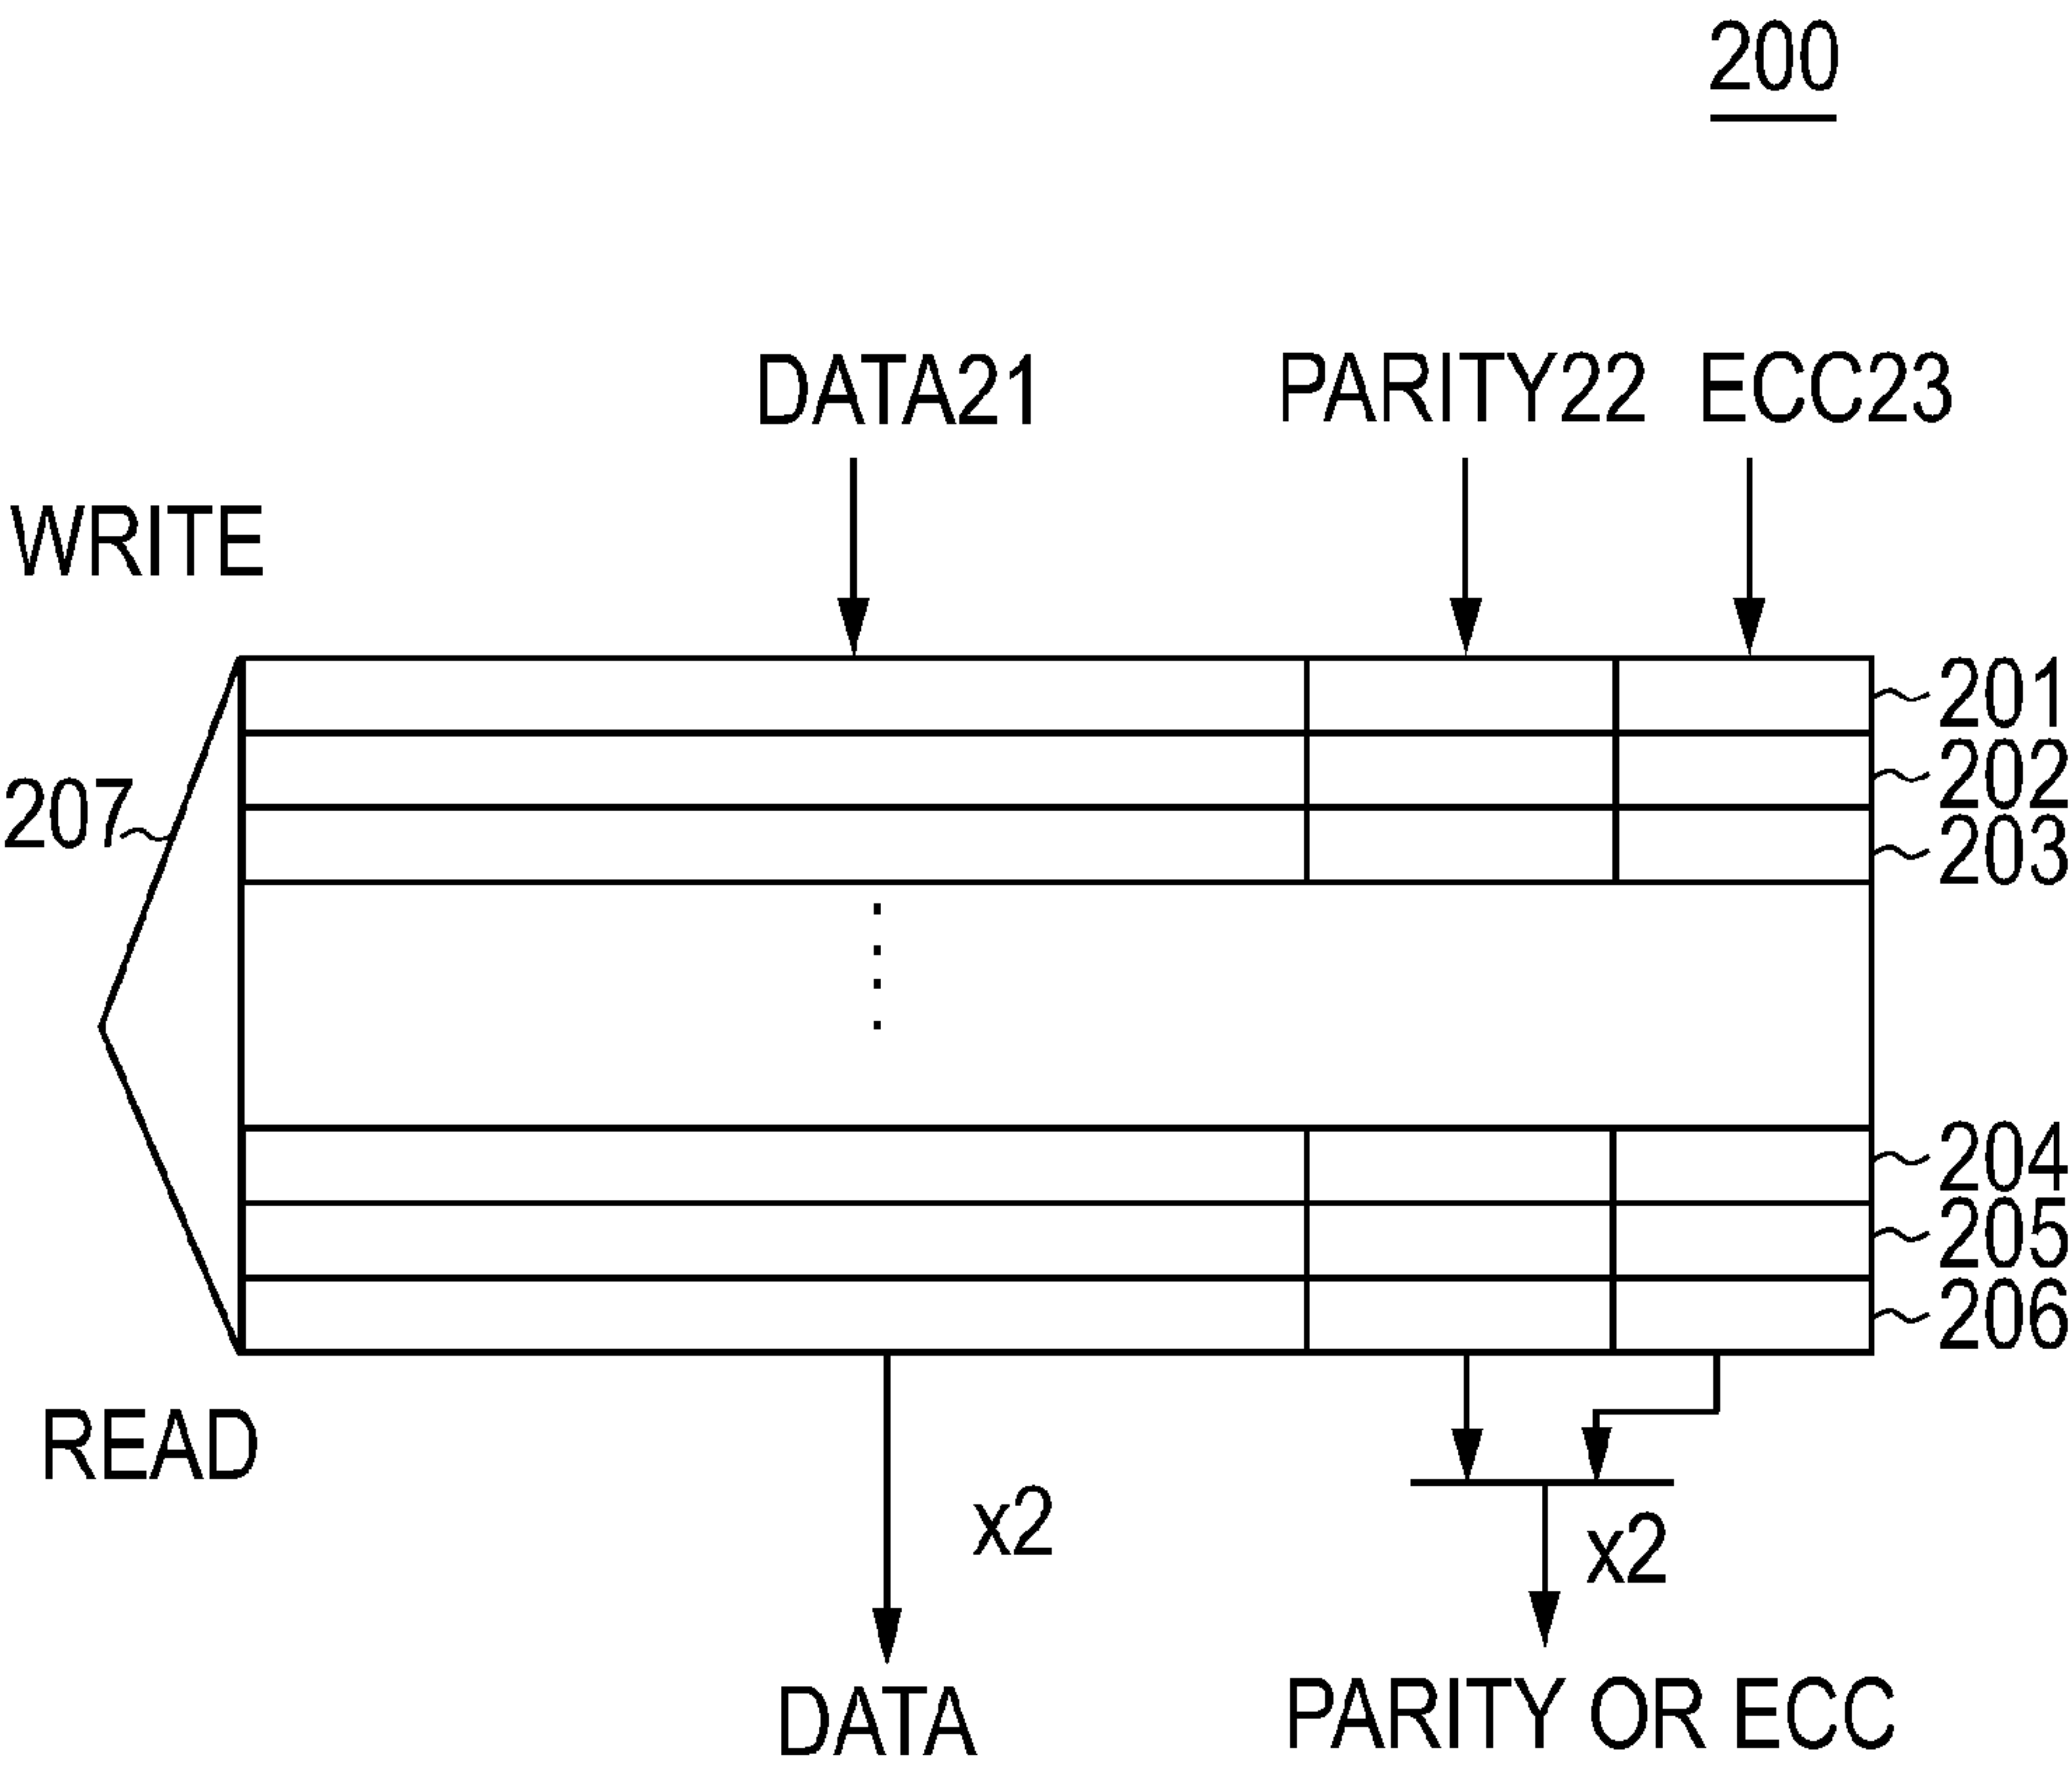 200
DATA21 PARITY22 ECC23
WRITE
201
202
207
203
204
205
206
READ
x2
x2
DATA
PARITY OR ECC